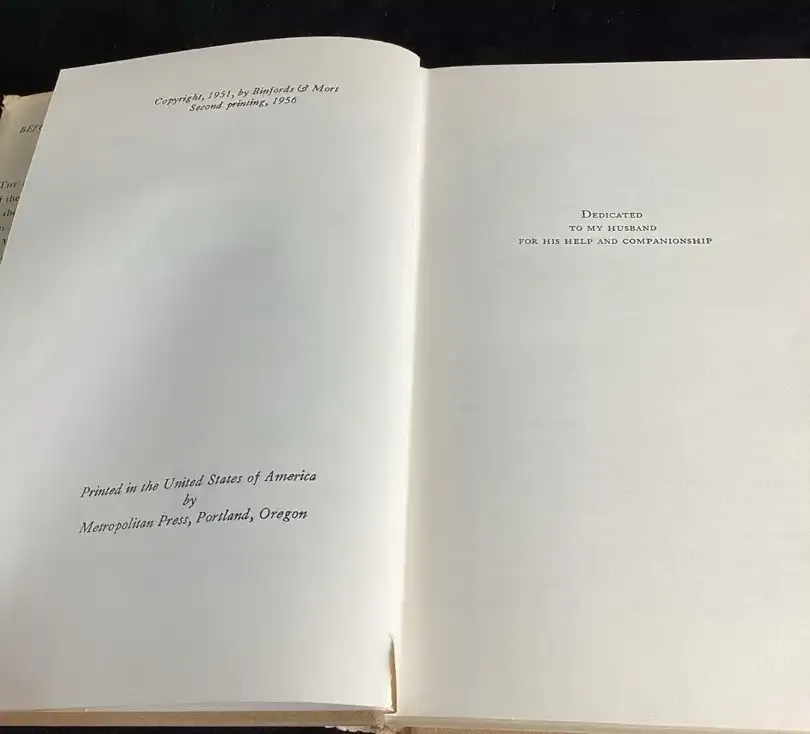 Copyright, 1951, by Binfords & Mort
Second printing, 1956
Printed in the United States of America
by
Metropolitan Press, Portland, Oregon
DEDICATED
TO MY HUSBAND
FOR HIS HELP AND COMPANIONSHIP